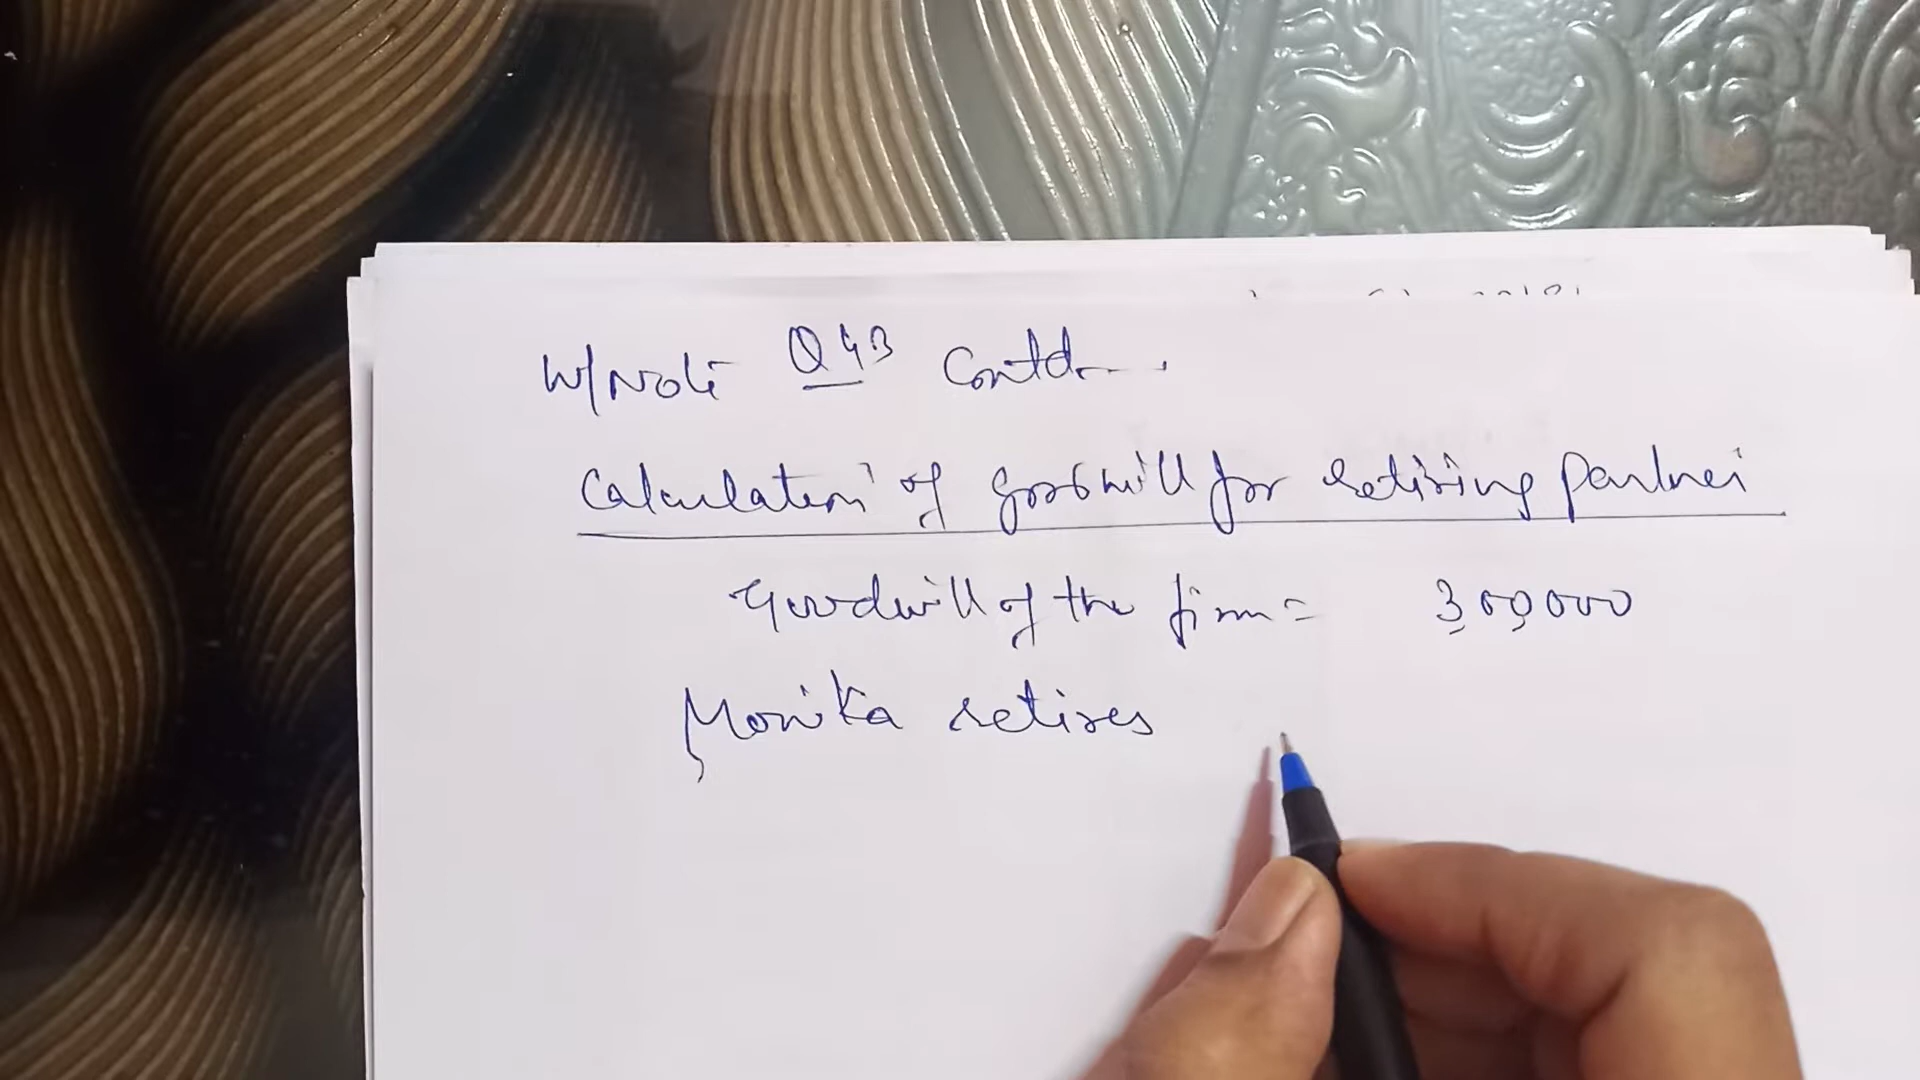 W/Note Q43 Contd...
Calculation of goodwill for retiring partner
Goodwill of the firm = 3,00,000
Monika retires